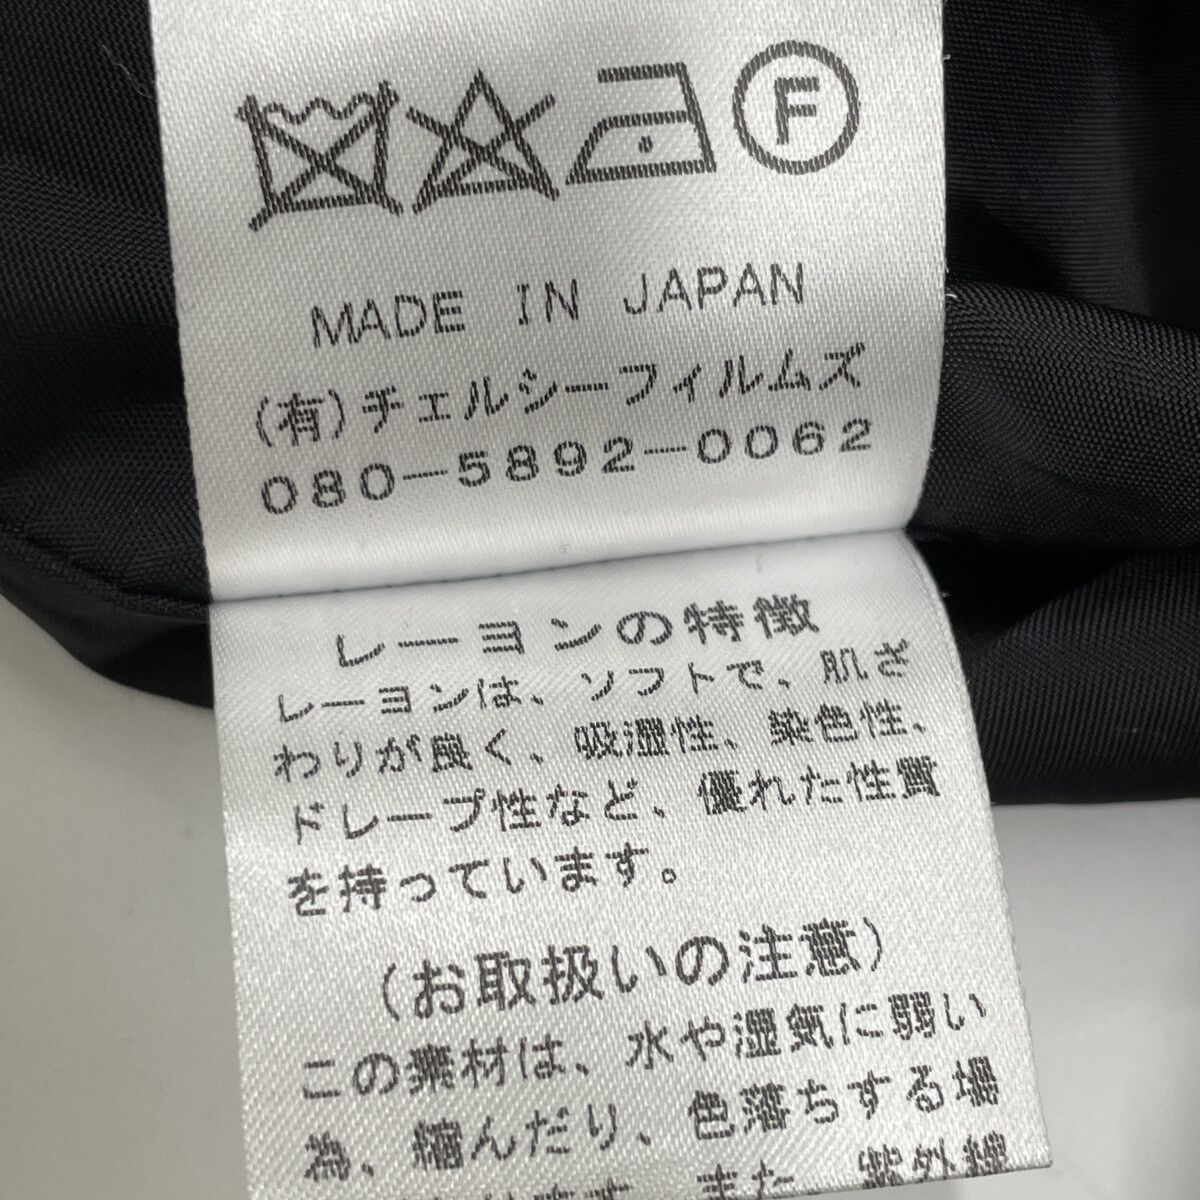 F
MADE IN JAPAN
(有)チェルシーフィルムズ
080-5892-0062
レーヨンの特徴
レーヨンは、ソフトで、肌ざ
わりが良く、吸湿性、染色性、
ドレープ性など、優れた性質
を持っています。
(お取扱いの注意)
この素材は、水や湿気に弱い
為、縮んだり、色落ちする場
また、紫外線